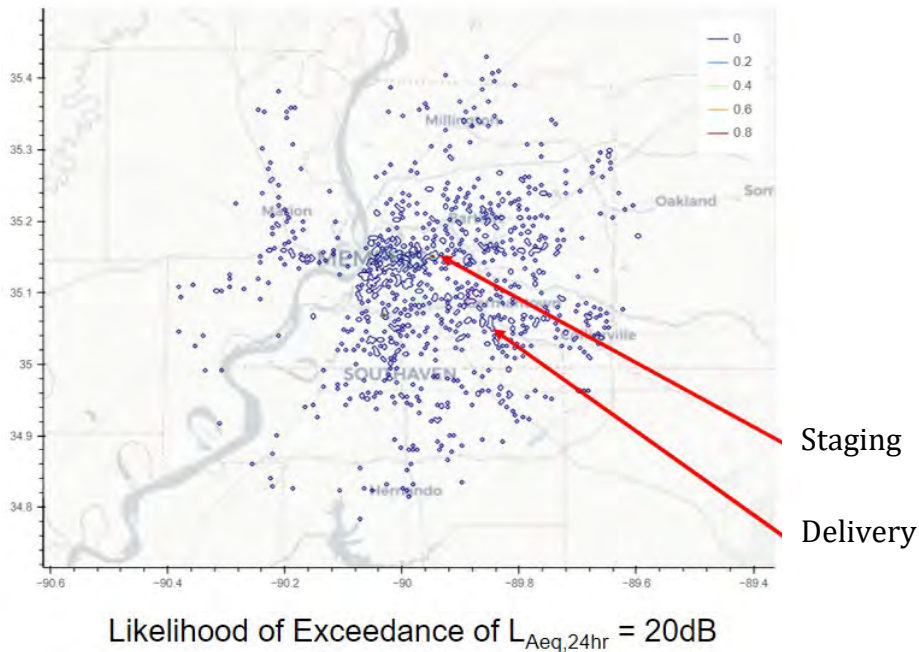 0
0.2
0.4
0.6
0.8
35.4
35.3
35.2
35.1
35
34.9
34.8
Millington
Oakland
Marion
SOUTHAVEN
Hernando
−90.6
−90.4
−90.2
−90
−89.8
−89.6
−89.4
Staging
Delivery
Likelihood of Exceedance of LAeq,24hr = 20dB